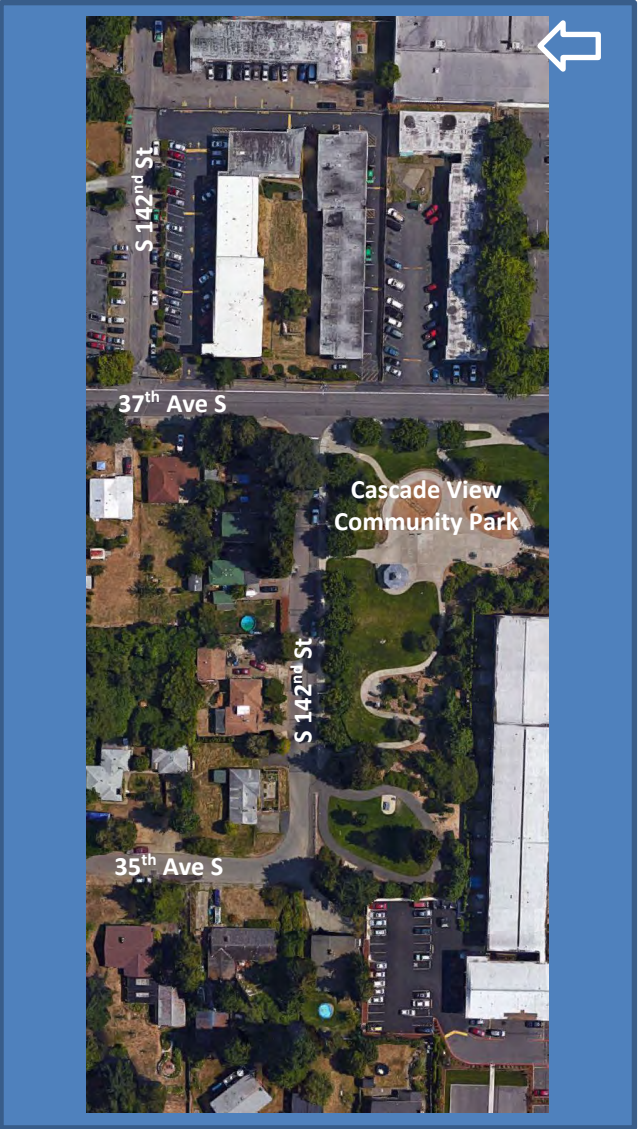 S 142nd St
37th Ave S
Cascade View
Community Park
S 142nd St
35th Ave S